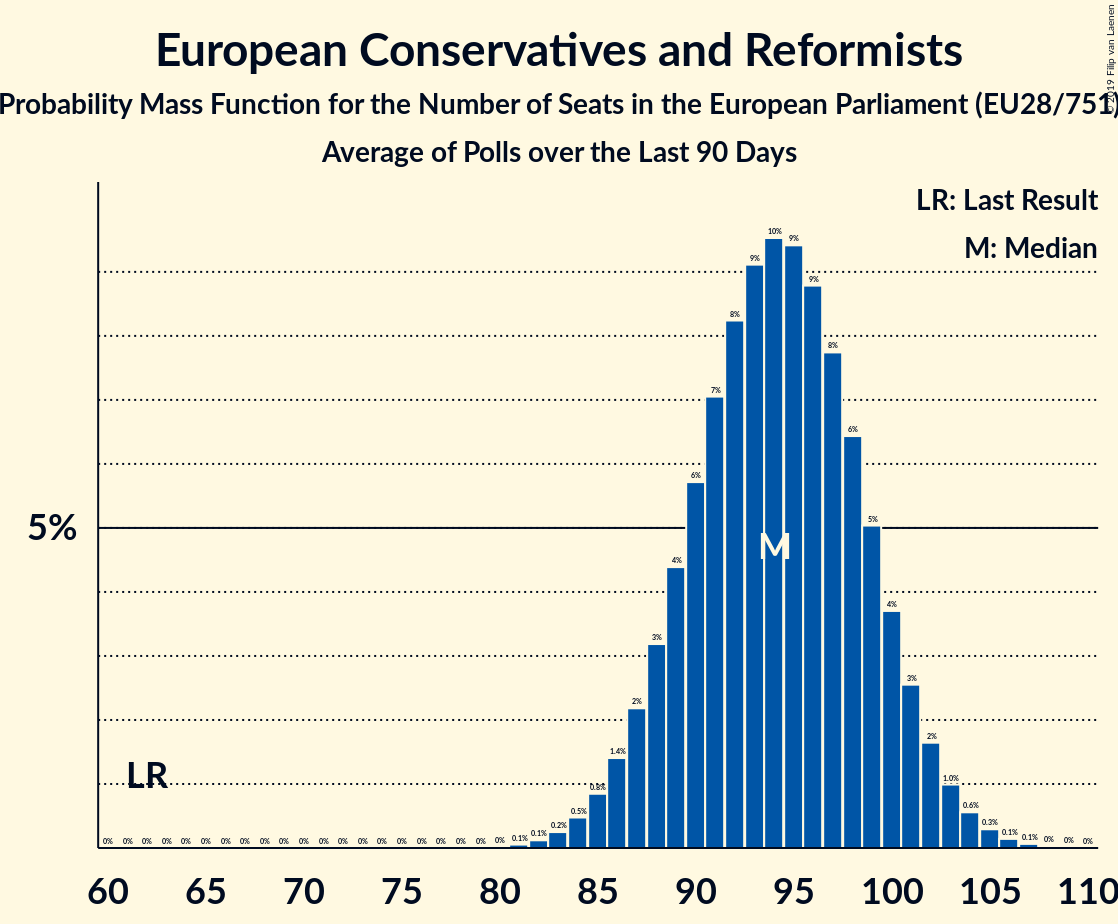 European Conservatives and Reformists
Probability Mass Function for the Number of Seats in the European Parliament (EU28/751)
Average of Polls over the Last 90 Days
© 2019 Filip van Laenen
LR: Last Result
M: Median
5%
LR
M
0% 0% 0% 0% 0% 0% 0% 0% 0% 0% 0% 0% 0% 0% 0% 0% 0% 0% 0% 0% 0% 0.1% 0.1% 0.2% 0.5% 0.8% 1.4% 2% 3% 4% 6% 7% 8% 9% 10% 9% 9% 8% 6% 5% 4% 3% 2% 1.0% 0.6% 0.3% 0.1% 0.1% 0% 0% 0%
60 65 70 75 80 85 90 95 100 105 110